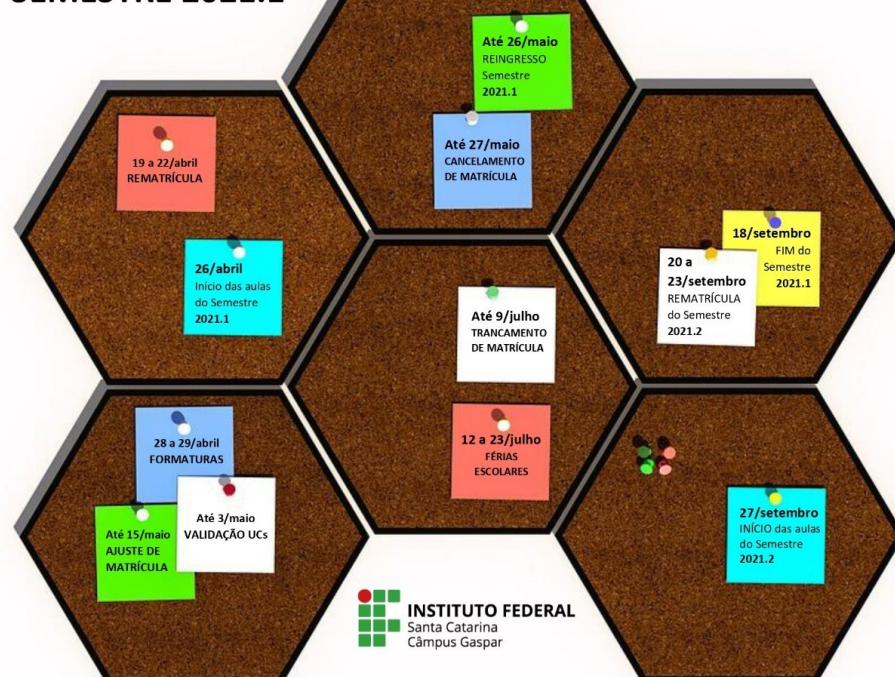 SEMESTRE 2021.1
Até 26/maio
REINGRESSO
Semestre
2021.1
Até 27/maio
CANCELAMENTO
DE MATRÍCULA
19 a 22/abril
REMATRÍCULA
26/abril
Início das aulas
do Semestre
2021.1
18/setembro
FIM do
Semestre
2021.1
20 a
23/setembro
REMATRÍCULA
do Semestre
2021.2
Até 9/julho
TRANCAMENTO
DE MATRÍCULA
12 a 23/julho
FÉRIAS
ESCOLARES
28 a 29/abril
FORMATURAS
Até 3/maio
VALIDAÇÃO UCs
Até 15/maio
AJUSTE DE
MATRÍCULA
27/setembro
INÍCIO das aulas
do Semestre
2021.2
INSTITUTO FEDERAL
Santa Catarina
Câmpus Gaspar